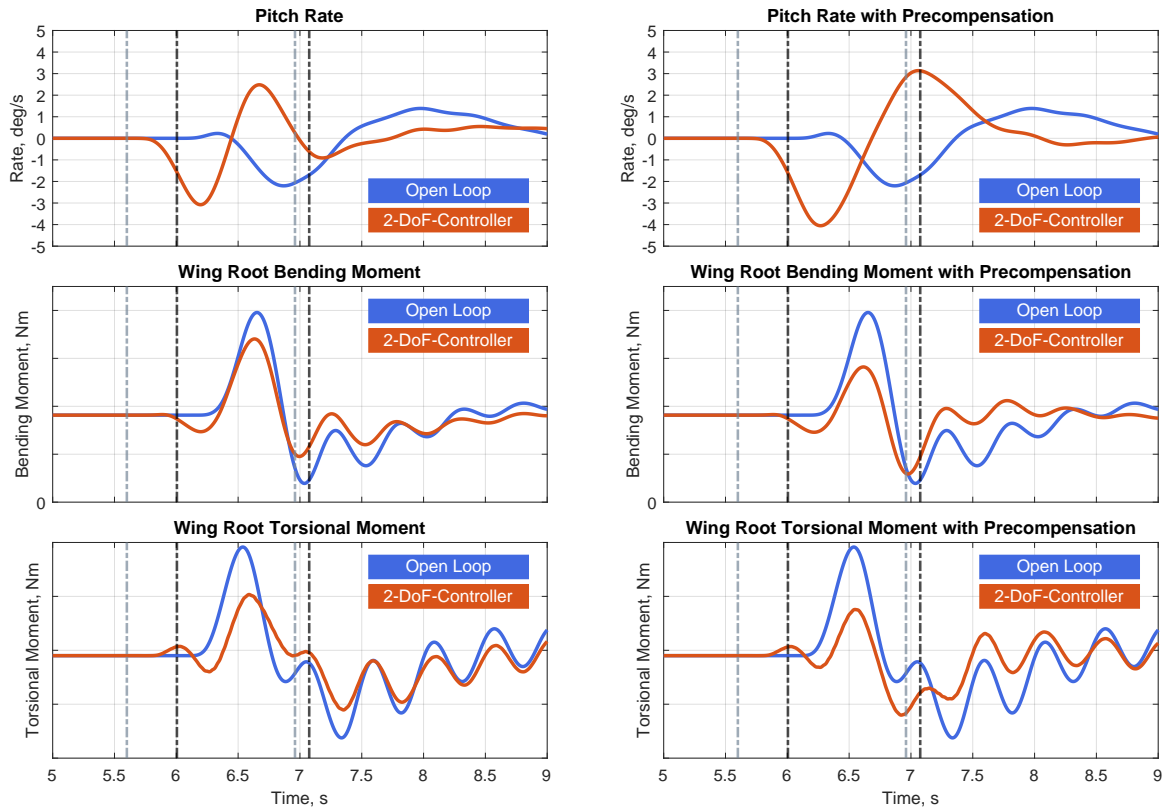 Pitch Rate
Rate, deg/s
5
4
3
2
1
0
-1
-2
-3
-4
-5
Open Loop
2-DoF-Controller
Pitch Rate with Precompensation
Rate, deg/s
5
4
3
2
1
0
-1
-2
-3
-4
-5
Open Loop
2-DoF-Controller
Wing Root Bending Moment
Bending Moment, Nm
0
Open Loop
2-DoF-Controller
Wing Root Bending Moment with Precompensation
Bending Moment, Nm
0
Open Loop
2-DoF-Controller
Wing Root Torsional Moment
Torsional Moment, Nm
Open Loop
2-DoF-Controller
5 5.5 6 6.5 7 7.5 8 8.5 9
Time, s
Wing Root Torsional Moment with Precompensation
Torsional Moment, Nm
Open Loop
2-DoF-Controller
5 5.5 6 6.5 7 7.5 8 8.5 9
Time, s